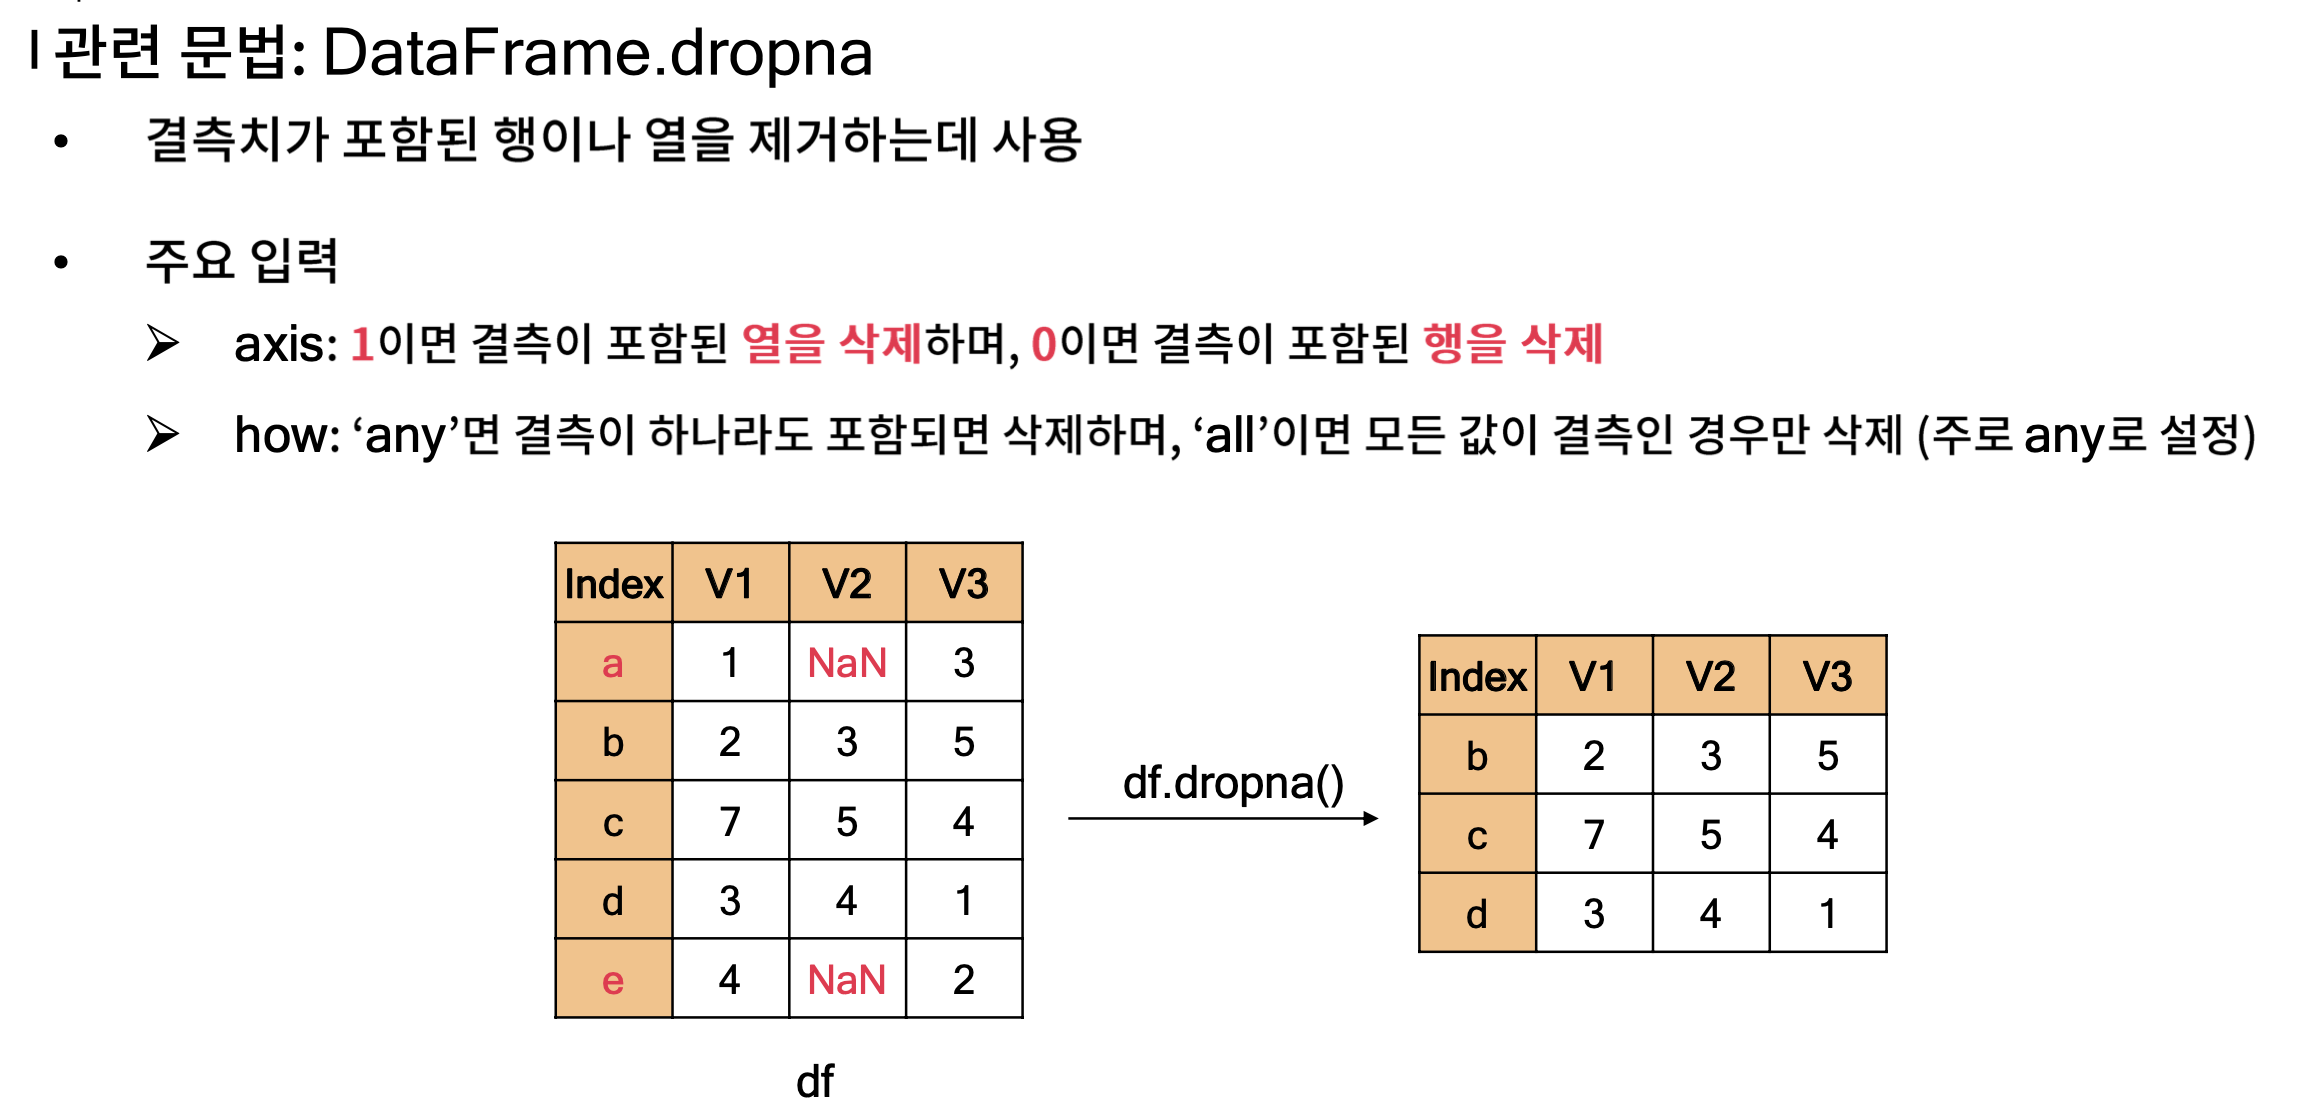 | 관련 문법: DataFrame.dropna
• 결측치가 포함된 행이나 열을 제거하는데 사용
• 주요 입력
➢ axis: 1이면 결측이 포함된 열을 삭제하며, 0이면 결측이 포함된 행을 삭제
➢ how: ‘any’면 결측이 하나라도 포함되면 삭제하며, ‘all’이면 모든 값이 결측인 경우만 삭제 (주로 any로 설정)
Index V1 V2 V3
a 1 NaN 3
b 2 3 5
c 7 5 4
d 3 4 1
e 4 NaN 2
df
df.dropna()
Index V1 V2 V3
b 2 3 5
c 7 5 4
d 3 4 1